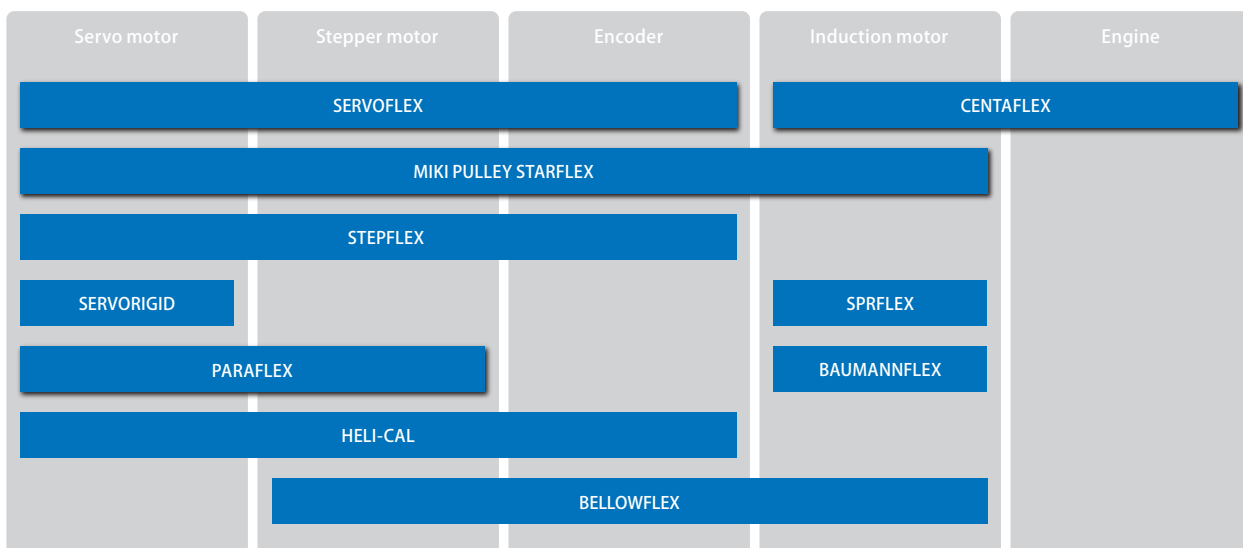 Servo motor Stepper motor Encoder Induction motor Engine
SERVOFLEX CENTAFLEX
MIKI PULLEY STARFLEX
STEPFLEX
SERVORIGID SPRFLEX
PARAFLEX BAUMANNFLEX
HELI-CAL
BELLOWFLEX